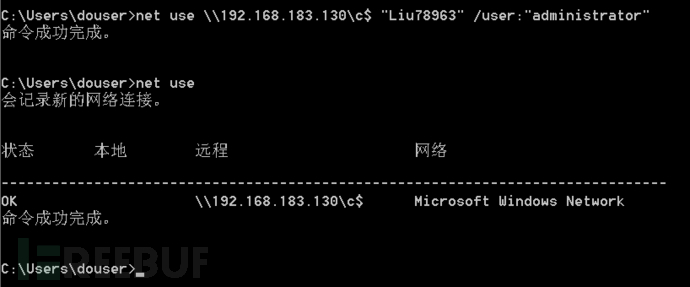 C:\Users\douser>net use \\192.168.183.130\c$ "Liu78963" /user:"administrator"
命令成功完成。
C:\Users\douser>net use
会记录新的网络连接。
状态 本地 远程 网络
-------------------------------------------------------------------------------
OK \\192.168.183.130\c$ Microsoft Windows Network
命令成功完成。
REEBUF
C:\Users\douser>_